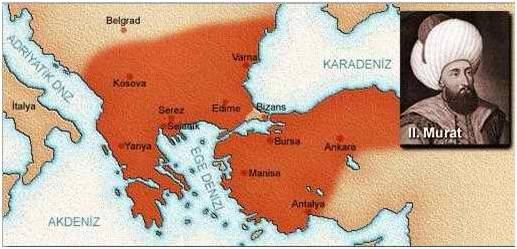 Belgrad
ADRİYATİK DNZ
Varna
KARADENİZ
Kosova
İtalya
Serez
Edirne
Bizans
Selanik
II. Murat
Yanya
Bursa
Ankara
EGE DENİZİ
Manisa
Antalya
AKDENİZ